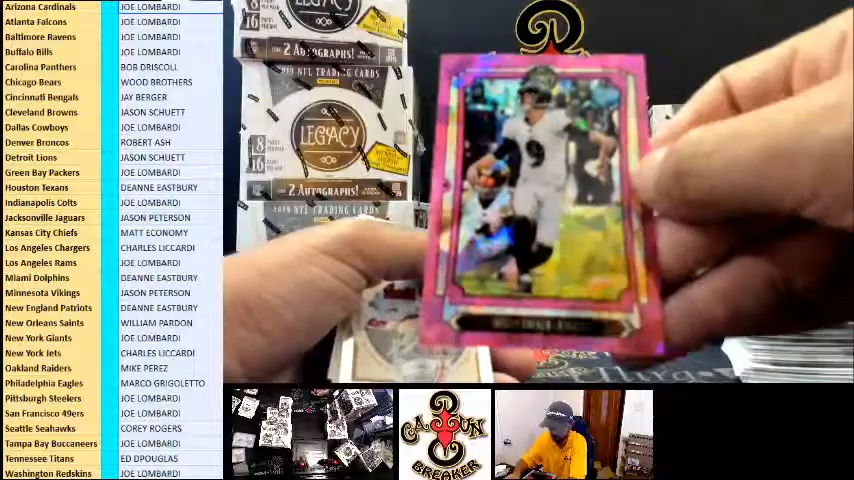 Arizona Cardinals JOE LOMBARDI
Atlanta Falcons JOE LOMBARDI
Baltimore Ravens JOE LOMBARDI
Buffalo Bills JOE LOMBARDI
Carolina Panthers BOB DRISCOLL
Chicago Bears WOOD BROTHERS
Cincinnati Bengals JAY BERGER
Cleveland Browns JASON SCHUETT
Dallas Cowboys JOE LOMBARDI
Denver Broncos ROBERT ASH
Detroit Lions JASON SCHUETT
Green Bay Packers JOE LOMBARDI
Houston Texans DEANNE EASTBURY
Indianapolis Colts JOE LOMBARDI
Jacksonville Jaguars JASON PETERSON
Kansas City Chiefs MATT ECONOMY
Los Angeles Chargers CHARLES LICCARDI
Los Angeles Rams JOE LOMBARDI
Miami Dolphins DEANNE EASTBURY
Minnesota Vikings JASON PETERSON
New England Patriots DEANNE EASTBURY
New Orleans Saints WILLIAM PARDON
New York Giants JOE LOMBARDI
New York Jets CHARLES LICCARDI
Oakland Raiders MIKE PEREZ
Philadelphia Eagles MARCO GRIGOLETTO
Pittsburgh Steelers JOE LOMBARDI
San Francisco 49ers JOE LOMBARDI
Seattle Seahawks COREY ROGERS
Tampa Bay Buccaneers JOE LOMBARDI
Tennessee Titans ED DPOUGLAS
Washington Redskins JOE LOMBARDI
8
16
2 AUTOGRAPHS!
2019 NFL TRADING CARDS
LEGACY
8
16
2 AUTOGRAPHS!
2019 NFL TRADING CARDS
9
CAJUN
BREAKER